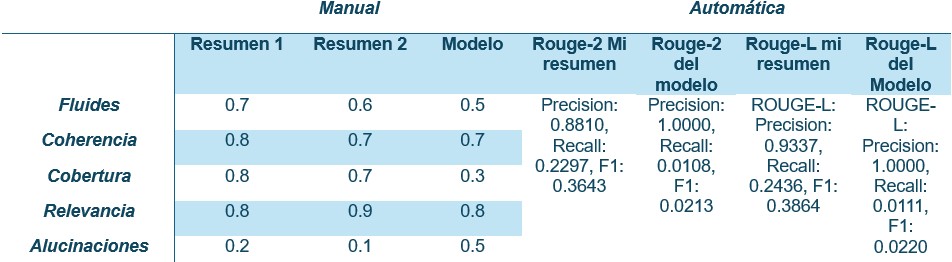 Manual Automática
Resumen 1 Resumen 2 Modelo Rouge-2 Mi resumen Rouge-2 del modelo Rouge-L mi resumen Rouge-L del Modelo
Fluides 0.7 0.6 0.5
Coherencia 0.8 0.7 0.7
Cobertura 0.8 0.7 0.3
Relevancia 0.8 0.9 0.8
Alucinaciones 0.2 0.1 0.5
Precision:
0.8810,
Recall:
0.2297, F1:
0.3643
Precision:
1.0000,
Recall:
0.0108,
F1:
0.0213
ROUGE-L:
Precision:
0.9337,
Recall:
0.2436, F1:
0.3864
ROUGE-
L:
Precision:
1.0000,
Recall:
0.0111,
F1:
0.0220